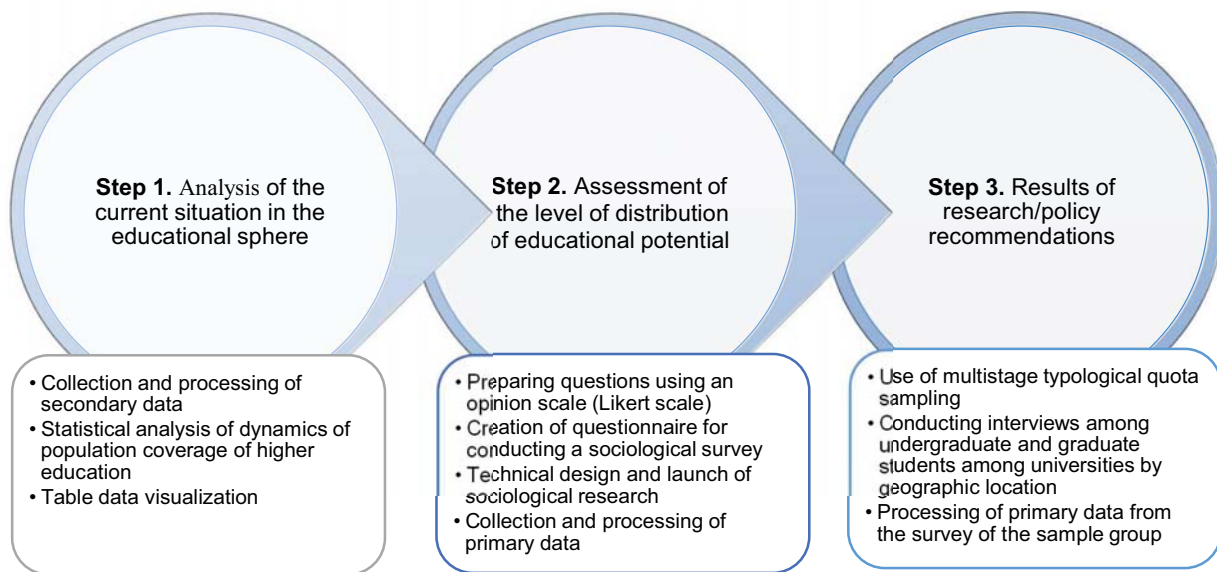 Step 1. Analysis of the
current situation in the
educational sphere
• Collection and processing of
secondary data
• Statistical analysis of dynamics of
population coverage of higher
education
• Table data visualization
Step 2. Assessment of
the level of distribution
of educational potential
• Preparing questions using an
opinion scale (Likert scale)
• Creation of questionnaire for
conducting a sociological survey
• Technical design and launch of
sociological research
• Collection and processing of
primary data
Step 3. Results of
research/policy
recommendations
• Use of multistage typological quota
sampling
• Conducting interviews among
undergraduate and graduate
students among universities by
geographic location
• Processing of primary data from
the survey of the sample group